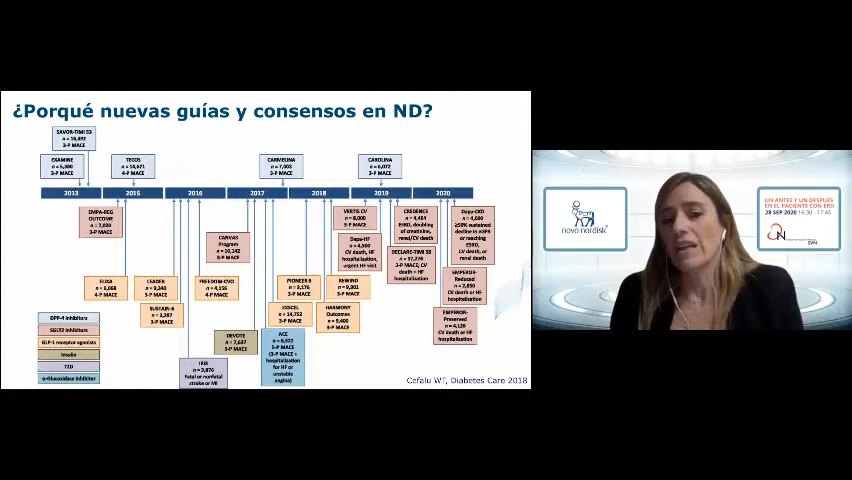 ¿Porqué nuevas guías y consensos en ND?
SAVOR-TIMI 53
n = 16,492
3-P MACE
EXAMINE
n = 5,380
3-P MACE
TECOS
n = 14,671
4-P MACE
CARMELINA
n = 7,003
3-P MACE
CAROLINA
n = 6,072
3-P MACE
2013
2015
2016
2017
2018
2019
2020
EMPA-REG
OUTCOME
n = 7,020
3-P MACE
CANVAS
Program
n = 10,142
3-P MACE
VERTIS CV
n = 8,000
3-P MACE
Dapa-HF
n = 4,500
CV death, HF
hospitalization,
urgent HF visit
CREDENCE
n = 4,464
ESRD, doubling
of creatinine,
renal/CV death
DECLARE-TIMI 58
n = 17,276
3-P MACE; CV
death + HF
hospitalization
Dapa-CKD
n = 4,000
≥50% sustained
decline in eGFR
or reaching
ESRD,
CV death, or
renal death
EMPEROR-
Reduced
n = 2,850
CV death or HF
hospitalization
EMPEROR-
Preserved
n = 4,126
CV death or HF
hospitalization
ELIXA
n = 6,068
4-P MACE
LEADER
n = 9,340
3-P MACE
SUSTAIN-6
n = 3,297
3-P MACE
FREEDOM-CVO
n = 4,156
4-P MACE
PIONEER 6
n = 3,176
3-P MACE
EXSCEL
n = 14,752
3-P MACE
REWIND
n = 9,901
3-P MACE
HARMONY
Outcomes
n = 9,400
3-P MACE
DEVOTE
n = 7,637
3-P MACE
IRIS
n = 3,876
Fatal or nonfatal
stroke or MI
ACE
n = 6,522
5-P MACE
(3-P MACE +
hospitalization
for HF or
unstable
angina)
DPP-4 inhibitors
SGLT2 inhibitors
GLP-1 receptor agonists
Insulin
TZD
α-Glucosidase inhibitor
Cefalu WT, Diabetes Care 2018
novo nordisk®
UN ANTES Y UN DESPUÉS
EN EL PACIENTE CON ERD
28 SEP 2020 16:30 - 17:45
SVN